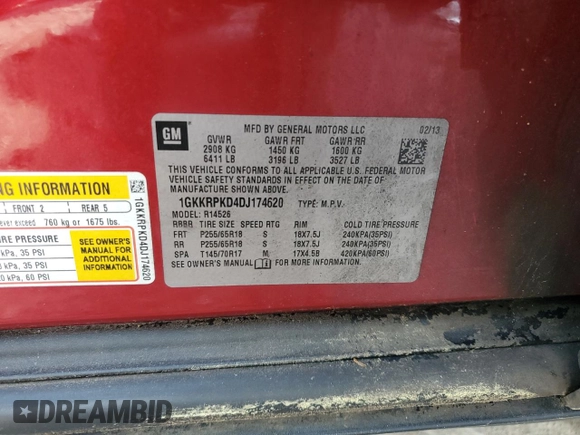 GM
MFD BY GENERAL MOTORS LLC 02/13
GVWR GAWR FRT GAWR RR
2908 KG 1450 KG 1600 KG
6411 LB 3196 LB 3527 LB
THIS VEHICLE CONFORMS TO ALL APPLICABLE U.S. FEDERAL MOTOR
VEHICLE SAFETY STANDARDS IN EFFECT ON THE DATE OF MANUFACTURE
SHOWN ABOVE.
1GKKRPKD4DJ174620 TYPE: M.P.V.
MODEL: R14526
TIRE SIZE SPEED RTG RIM COLD TIRE PRESSURE
FRT P255/65R18 S 18X7.5J 240KPA(35PSI)
RR P255/65R18 S 18X7.5J 240KPA(35PSI)
SPA T145/70R17 M 17X4.5B 420KPA(60PSI)
SEE OWNER'S MANUAL FOR MORE INFORMATION.
NG INFORMATION
FRONT 2 REAR 5
never exceed 760 kg or 1675 lbs.
RE PRESSURE
kPa, 35 PSI
kPa, 35 PSI
20 kPa, 60 PSI
SEE OWNER'S
MANUAL FOR
ADDITIONAL
INFORMATION
1GKKRPKD4DJ174620
DREAMBID